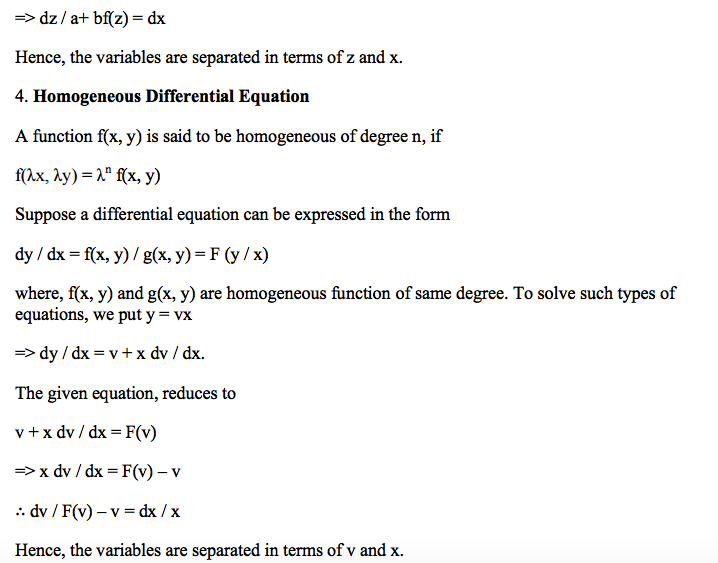 => dz / a+ bf(z) = dx
Hence, the variables are separated in terms of z and x.
4. Homogeneous Differential Equation
A function f(x, y) is said to be homogeneous of degree n, if
f(λx, λy) = λⁿ f(x, y)
Suppose a differential equation can be expressed in the form
dy / dx = f(x, y) / g(x, y) = F (y / x)
where, f(x, y) and g(x, y) are homogeneous function of same degree. To solve such types of
equations, we put y = vx
=> dy / dx = v + x dv / dx.
The given equation, reduces to
v + x dv / dx = F(v)
=> x dv / dx = F(v) – v
∴ dv / F(v) – v = dx / x
Hence, the variables are separated in terms of v and x.